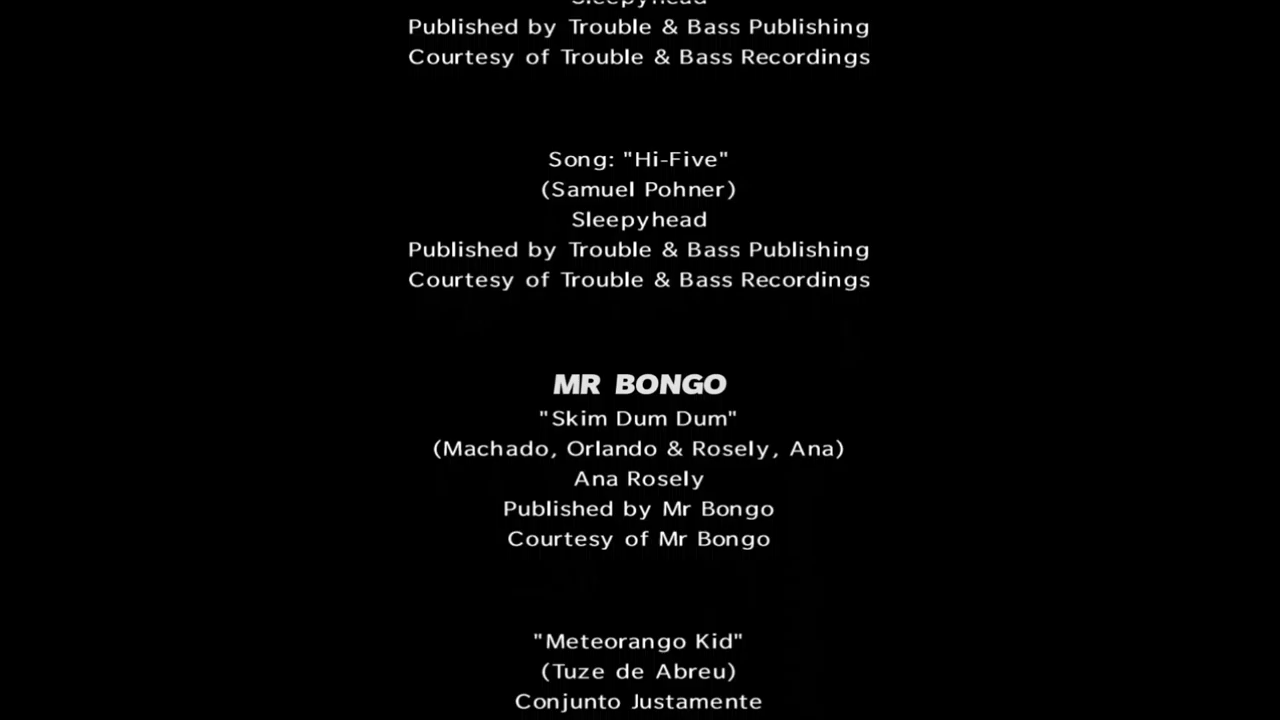 Sleepyhead
Published by Trouble & Bass Publishing
Courtesy of Trouble & Bass Recordings
Song: "Hi-Five"
(Samuel Pohner)
Sleepyhead
Published by Trouble & Bass Publishing
Courtesy of Trouble & Bass Recordings
MR BONGO
"Skim Dum Dum"
(Machado, Orlando & Rosely, Ana)
Ana Rosely
Published by Mr Bongo
Courtesy of Mr Bongo
"Meteorango Kid"
(Tuze de Abreu)
Conjunto Justamente